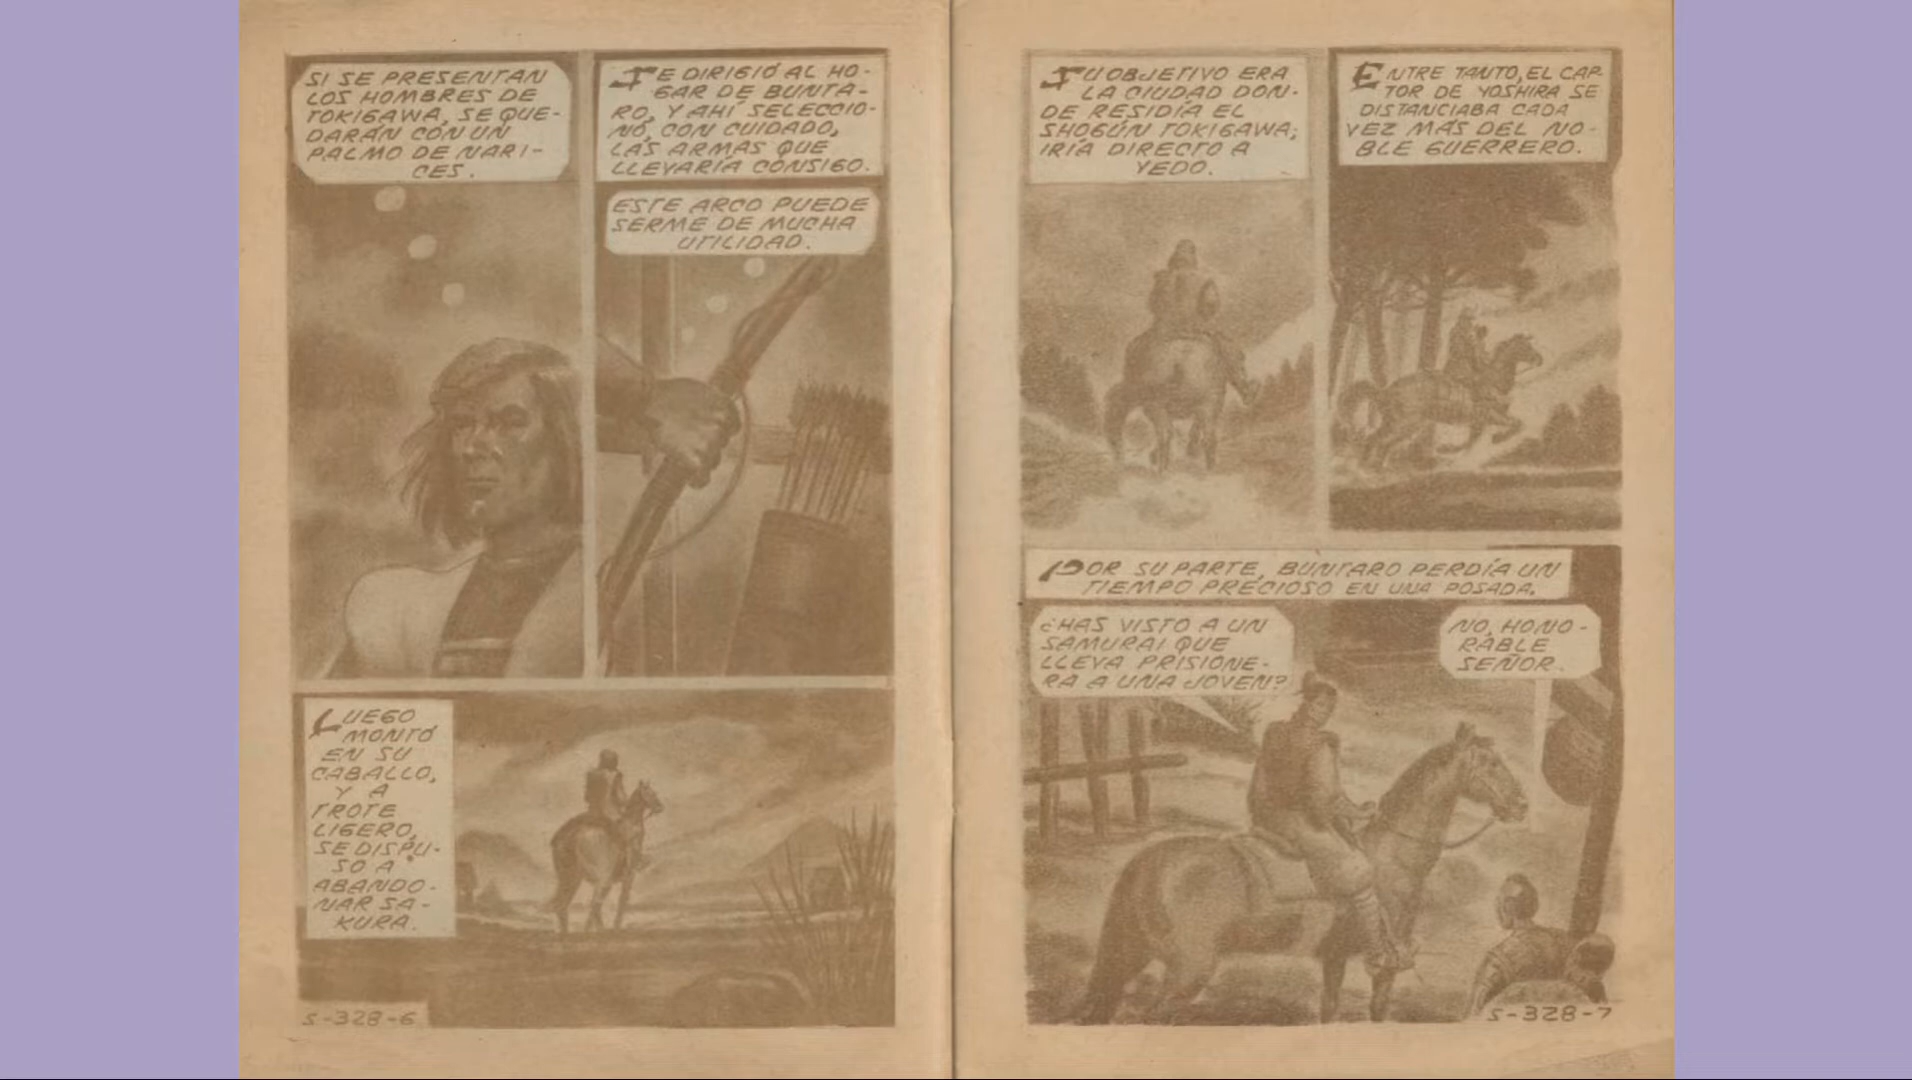 SI SE PRESENTAN
LOS HOMBRES DE
TOKIGAWA, SE QUE-
DARÁN CON UN
PALMO DE NARI-
CES.
SE DIRIGIÓ AL HO-
GAR DE BUNTA-
RO, Y AHÍ SELECCIO-
NÓ, CON CUIDADO,
LAS ARMAS QUE
LLEVARÍA CONSIGO.
ESTE ARCO PUEDE
SERME DE MUCHA
UTILIDAD.
LUEGO
MONTÓ
EN SU
CABALLO,
Y A
TROTE
LIGERO,
SE DISPU-
SO A
ABANDO-
NAR SA-
KURA.
S-328-6
SU OBJETIVO ERA
LA CIUDAD DON-
DE RESIDÍA EL
SHOGÚN TOKIGAWA;
IRÍA DIRECTO A
YEDO.
ENTRE TANTO, EL CAP-
TOR DE YOSHIRA SE
DISTANCIABA CADA
VEZ MÁS DEL NO-
BLE GUERRERO.
POR SU PARTE, BUNTARO PERDÍA UN
TIEMPO PRECIOSO EN UNA POSADA.
¿HAS VISTO A UN
SAMURAI QUE
LLEVA PRISIONE-
RA A UNA JOVEN?
NO, HONO-
RABLE
SEÑOR.
S-328-7